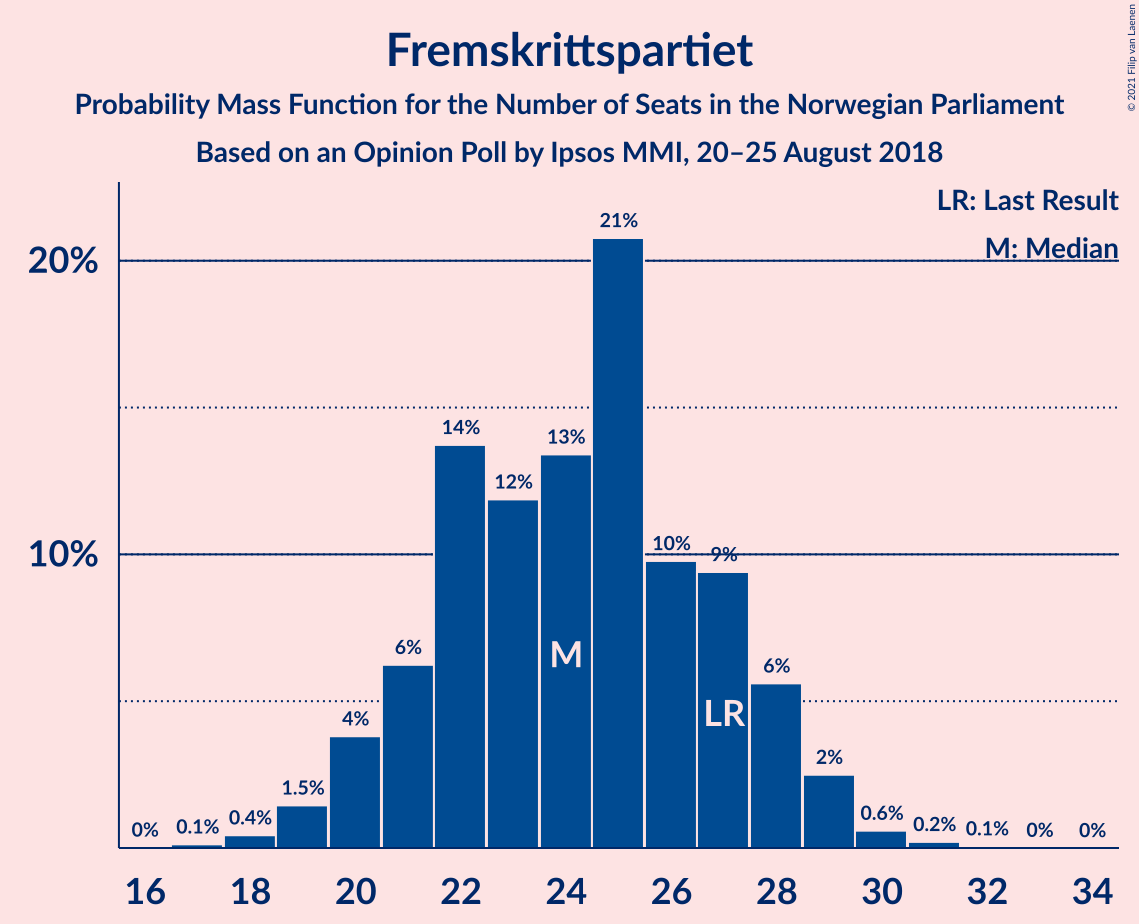 Fremskrittspartiet
Probability Mass Function for the Number of Seats in the Norwegian Parliament
Based on an Opinion Poll by Ipsos MMI, 20–25 August 2018
© 2021 Filip van Laenen
LR: Last Result
M: Median
20%
10%
0%
0.1%
0.4%
1.5%
4%
6%
14%
12%
13%
21%
10%
9%
6%
2%
0.6%
0.2%
0.1%
0%
0%
M
LR
16 18 20 22 24 26 28 30 32 34